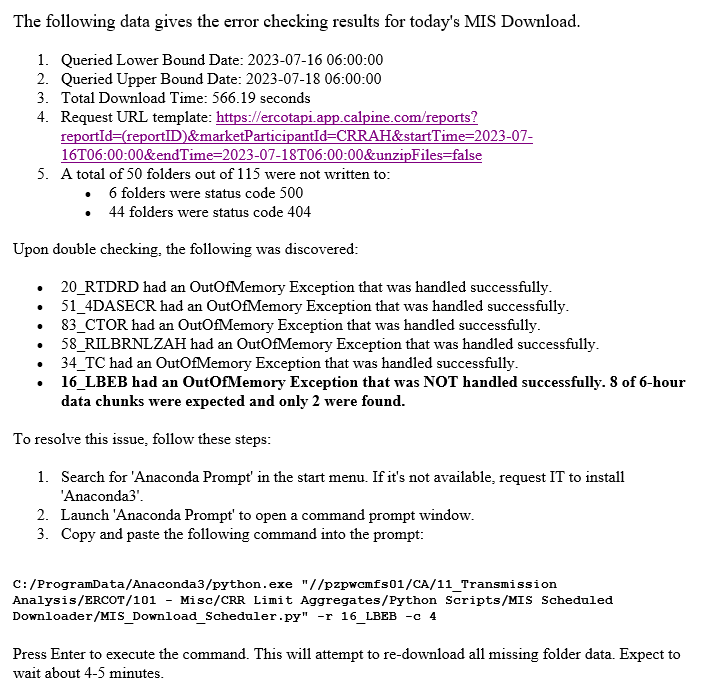 The following data gives the error checking results for today's MIS Download.
1. Queried Lower Bound Date: 2023-07-16 06:00:00
2. Queried Upper Bound Date: 2023-07-18 06:00:00
3. Total Download Time: 566.19 seconds
4. Request URL template: https://ercotapi.app.calpine.com/reports?
reportId=(reportID)&marketParticipantId=CRRAH&startTime=2023-07-
16T06:00:00&endTime=2023-07-18T06:00:00&unzipFiles=false
5. A total of 50 folders out of 115 were not written to:
• 6 folders were status code 500
• 44 folders were status code 404
Upon double checking, the following was discovered:
• 20_RTDRD had an OutOfMemory Exception that was handled successfully.
• 51_4DASECR had an OutOfMemory Exception that was handled successfully.
• 83_CTOR had an OutOfMemory Exception that was handled successfully.
• 58_RILBRNLZAH had an OutOfMemory Exception that was handled successfully.
• 34_TC had an OutOfMemory Exception that was handled successfully.
• 16_LBEB had an OutOfMemory Exception that was NOT handled successfully. 8 of 6-hour
data chunks were expected and only 2 were found.
To resolve this issue, follow these steps:
1. Search for 'Anaconda Prompt' in the start menu. If it's not available, request IT to install
'Anaconda3'.
2. Launch 'Anaconda Prompt' to open a command prompt window.
3. Copy and paste the following command into the prompt:
C:/ProgramData/Anaconda3/python.exe "//pzpwcmfs01/CA/11_Transmission
Analysis/ERCOT/101 - Misc/CRR Limit Aggregates/Python Scripts/MIS Scheduled
Downloader/MIS_Download_Scheduler.py" -r 16_LBEB -c 4
Press Enter to execute the command. This will attempt to re-download all missing folder data. Expect to
wait about 4-5 minutes.